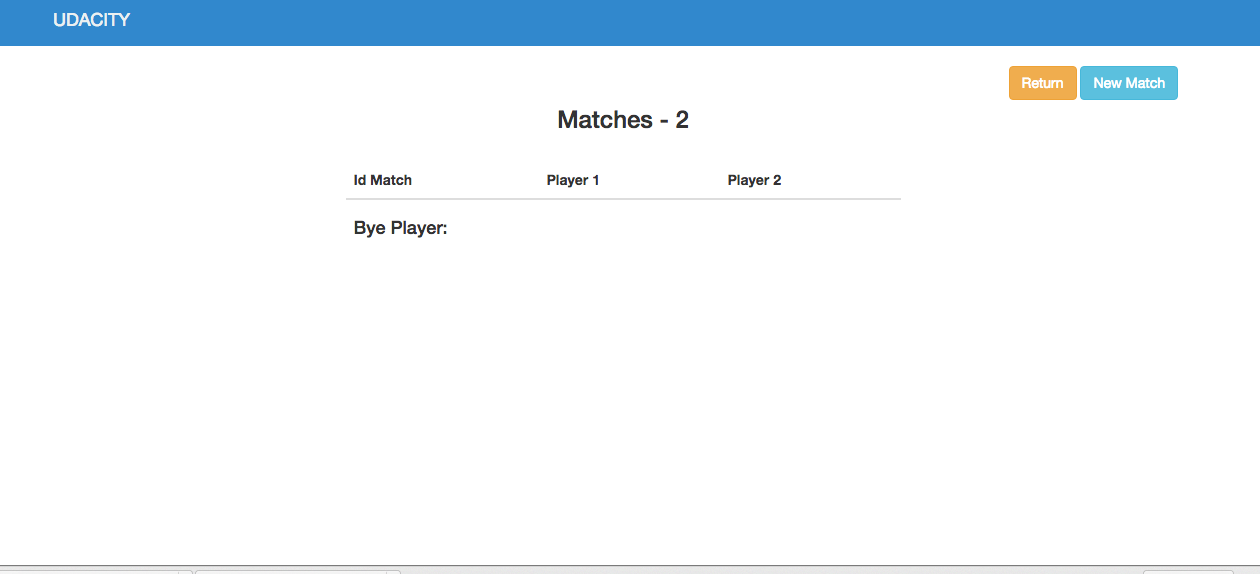 UDACITY
Return New Match
Matches - 2
Id Match Player 1 Player 2
Bye Player: